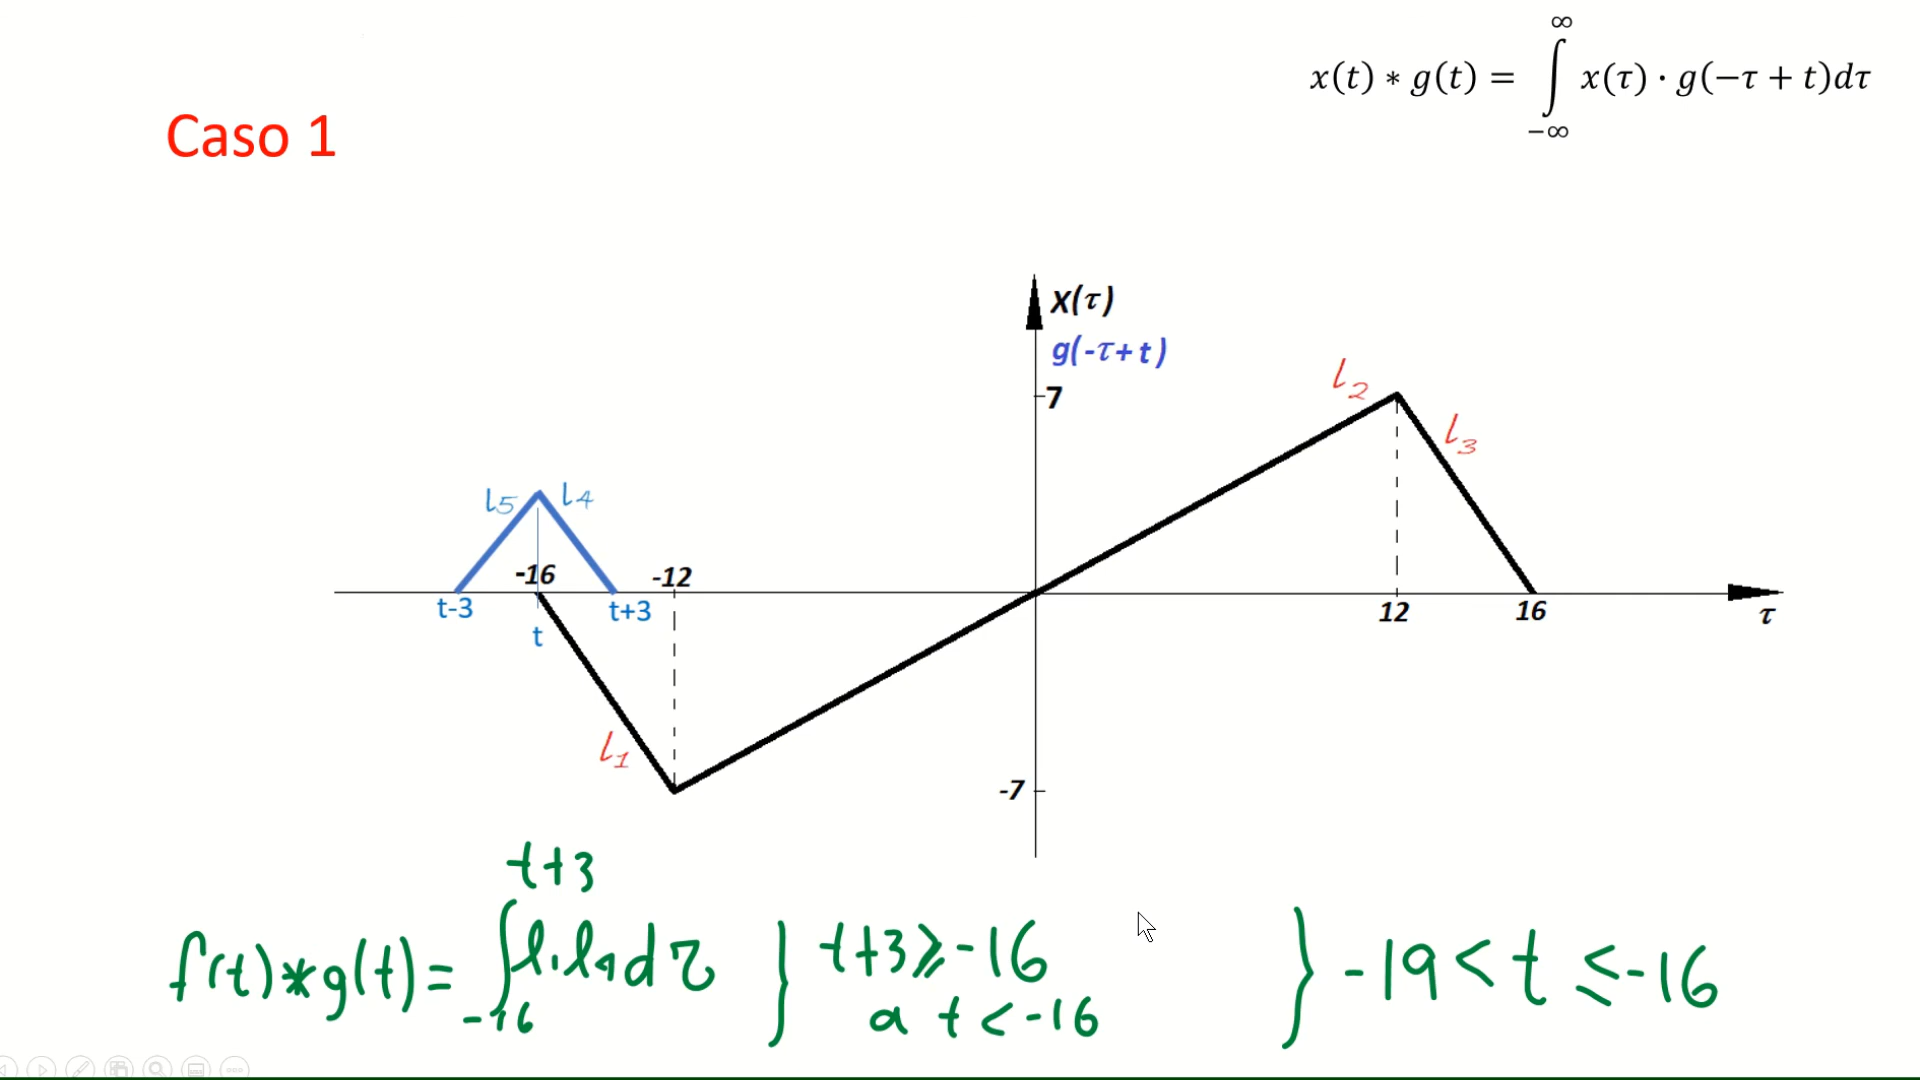 x(t) ∗ g(t) = ∫_{−∞}^{∞} x(τ) · g(−τ + t)dτ
Caso 1
X(τ)
g(-τ+t)
7
l2
l3
l5
l4
-16
-12
t-3
t
t+3
12
16
τ
l1
-7
t+3
f(t)*g(t)= ∫ l1 l4 dτ } t+3 ⩾ -16 } -19 < t ≤ -16
-16
a t < -16